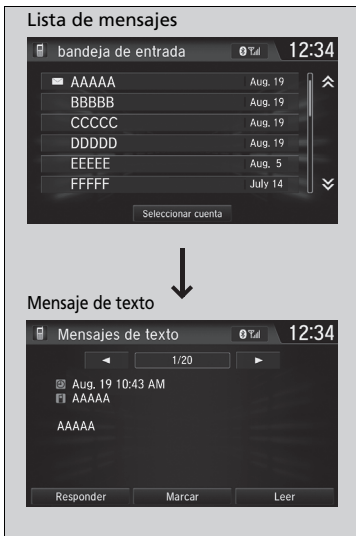 Lista de mensajes
bandeja de entrada 12:34
AAAAA Aug. 19
BBBBB Aug. 19
CCCCC Aug. 19
DDDDD Aug. 19
EEEEE Aug. 5
FFFFF July 14
Seleccionar cuenta
Mensaje de texto
Mensajes de texto 12:34
1/20
Aug. 19 10:43 AM
AAAAA
AAAAA
Responder Marcar Leer